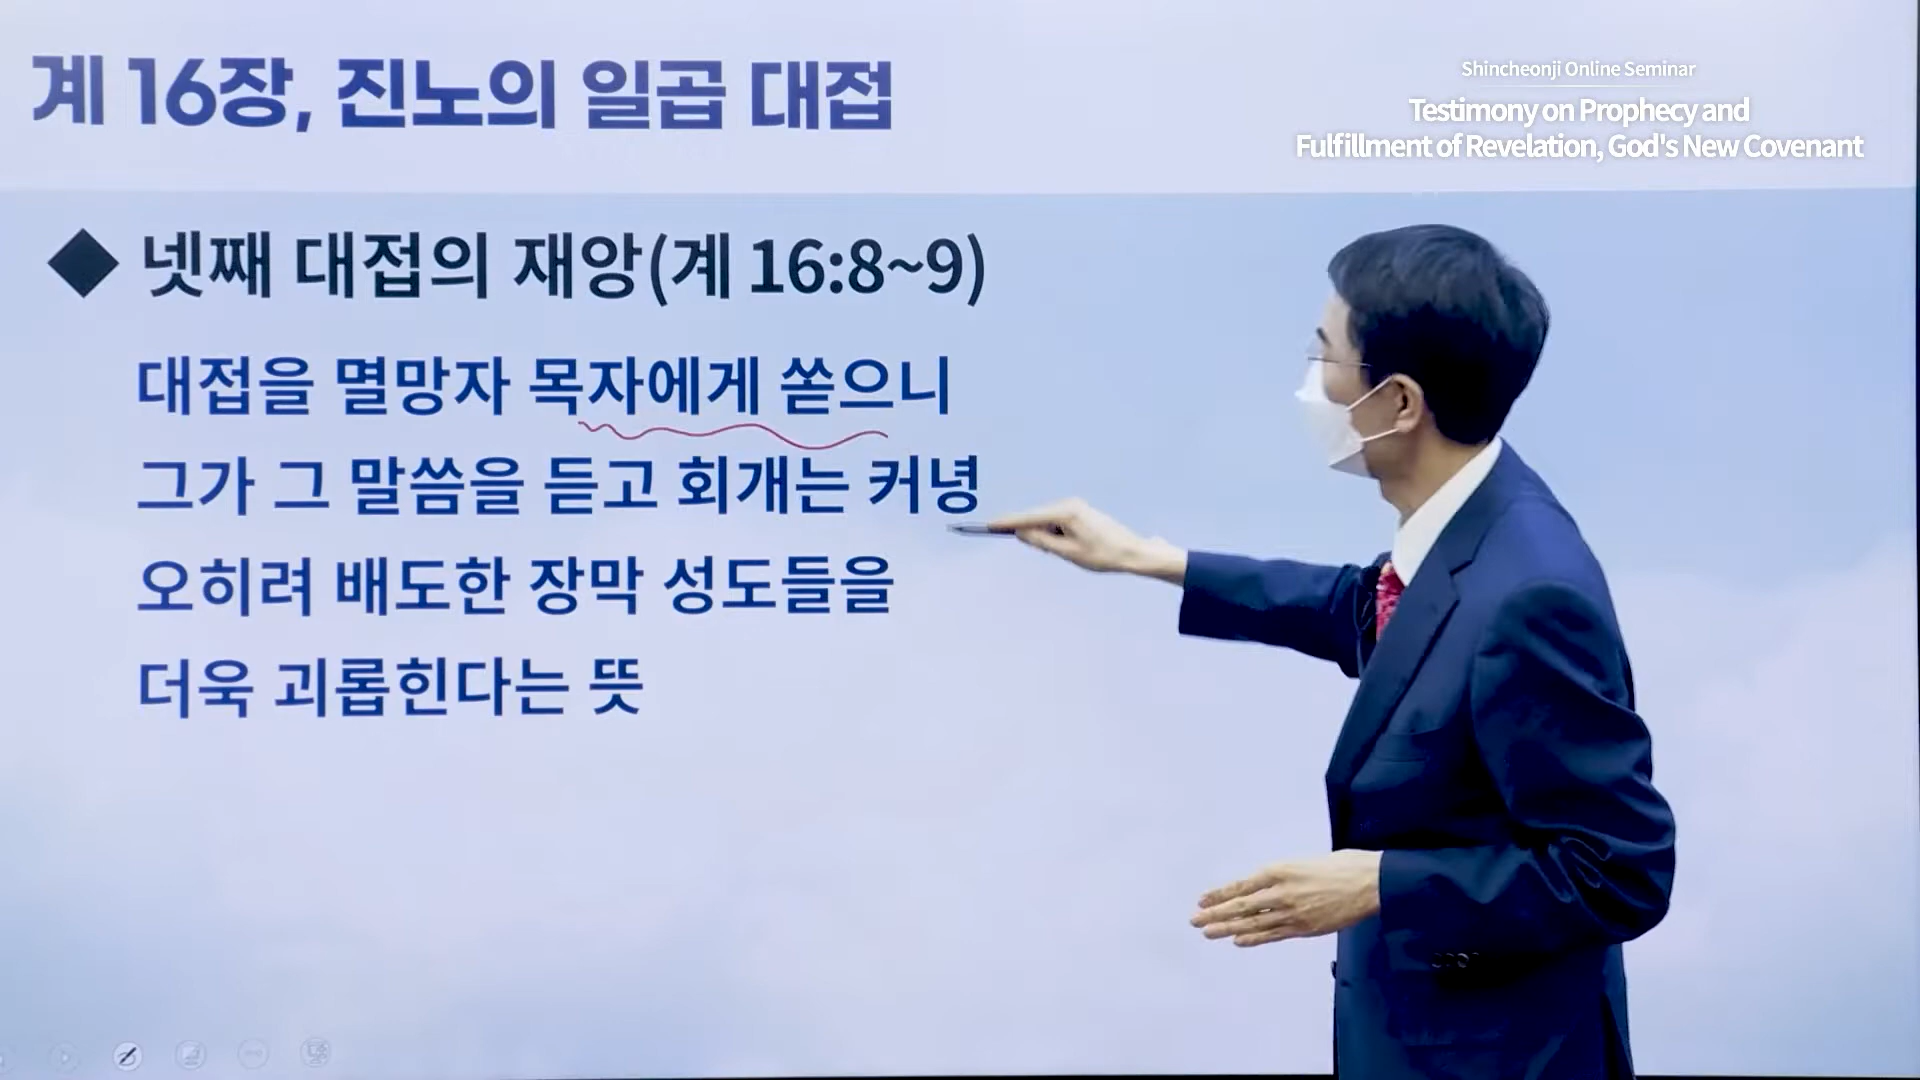 계 16장, 진노의 일곱 대접
Shincheonji Online Seminar
Testimony on Prophecy and
Fulfillment of Revelation, God's New Covenant
◆ 넷째 대접의 재앙(계 16:8~9)
대접을 멸망자 목자에게 쏟으니
그가 그 말씀을 듣고 회개는 커녕
오히려 배도한 장막 성도들을
더욱 괴롭힌다는 뜻